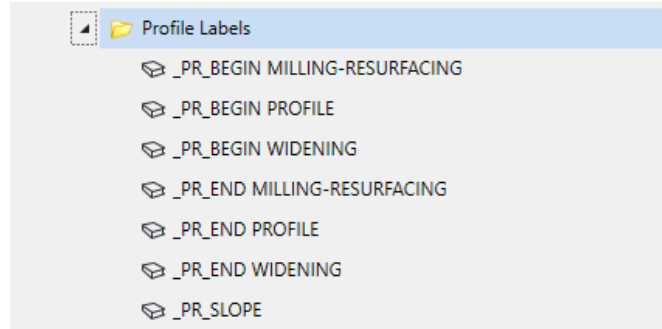 Profile Labels
_PR_BEGIN MILLING-RESURFACING
_PR_BEGIN PROFILE
_PR_BEGIN WIDENING
_PR_END MILLING-RESURFACING
_PR_END PROFILE
_PR_END WIDENING
_PR_SLOPE